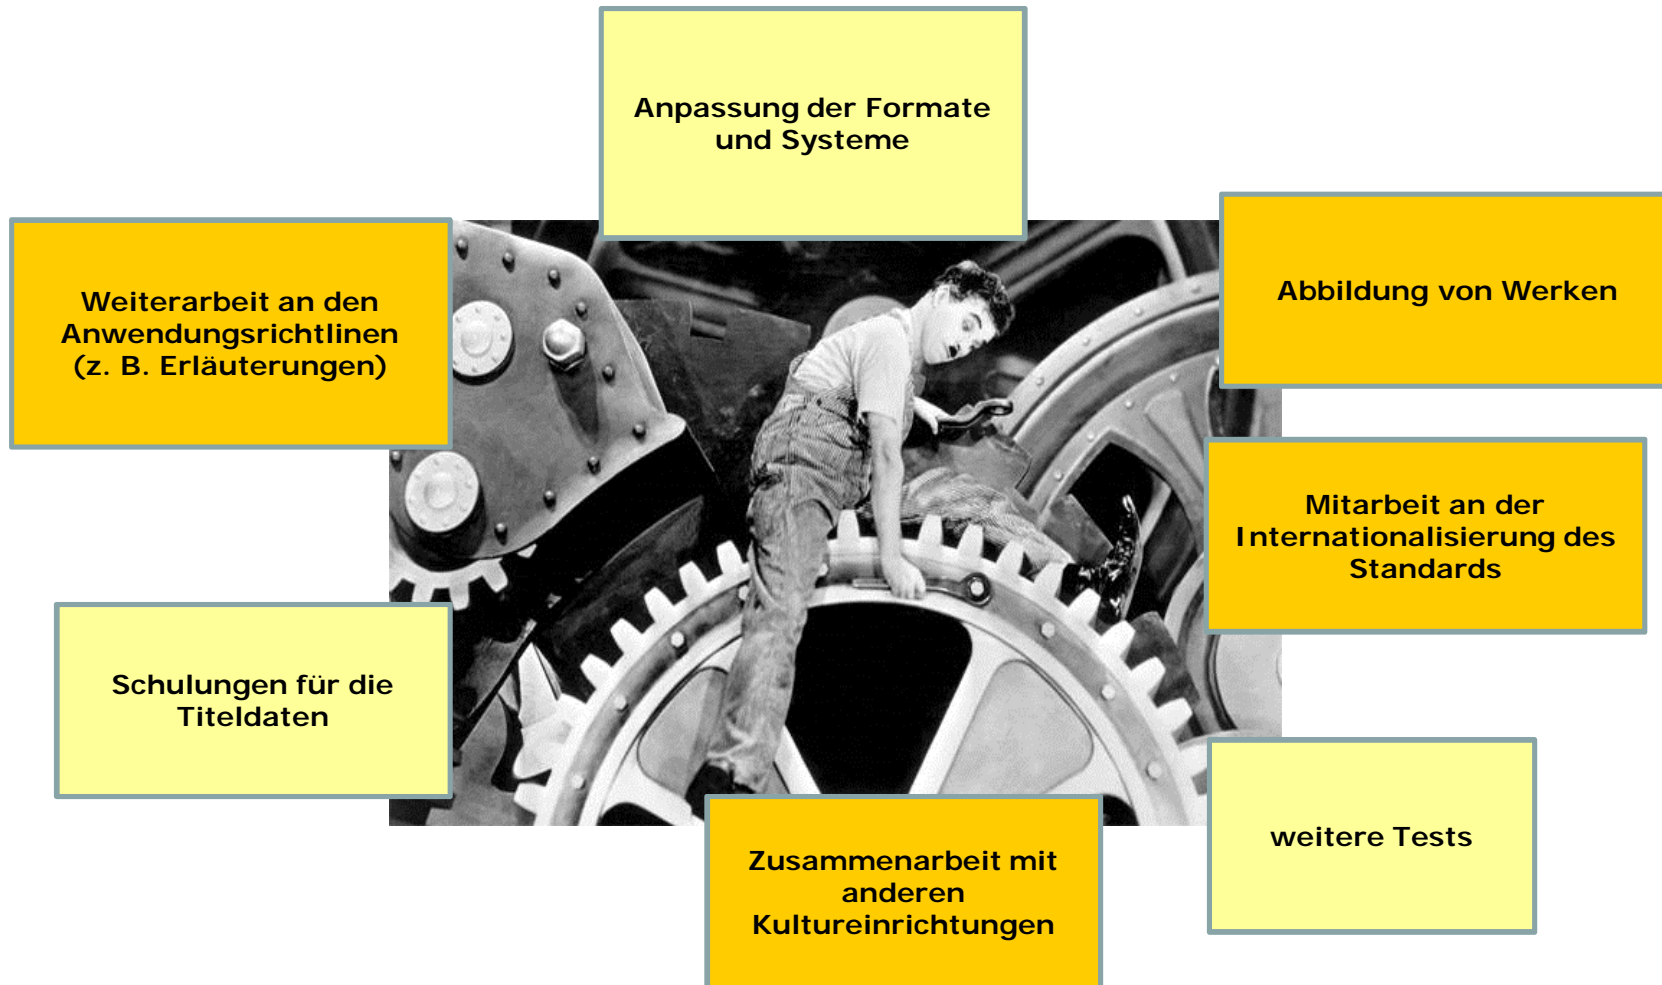 Anpassung der Formate
und Systeme
Weiterarbeit an den
Anwendungsrichtlinen
(z. B. Erläuterungen)
Abbildung von Werken
Mitarbeit an der
Internationalisierung des
Standards
Schulungen für die
Titeldaten
weitere Tests
Zusammenarbeit mit
anderen
Kultureinrichtungen